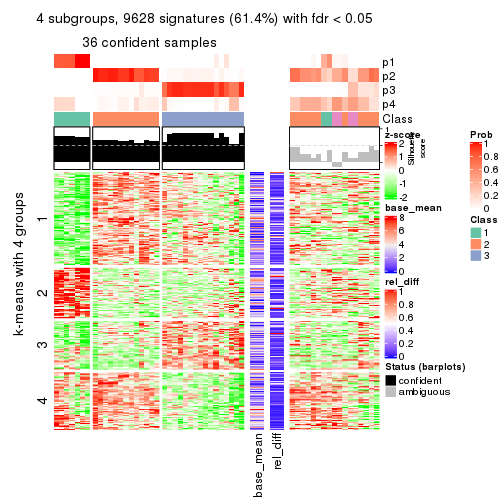 4 subgroups, 9628 signatures (61.4%) with fdr < 0.05
36 confident samples
p1
p2
p3
p4
Class
1
Silhouette
score
k-means with 4 groups
1
2
3
4
base_mean
rel_diff
z-score
2
1
0
-1
-2
base_mean
8
6
4
2
0
rel_diff
1
0.8
0.6
0.4
0.2
0
Status (barplots)
confident
ambiguous
Prob
1
0.8
0.6
0.4
0.2
0
Class
1
2
3